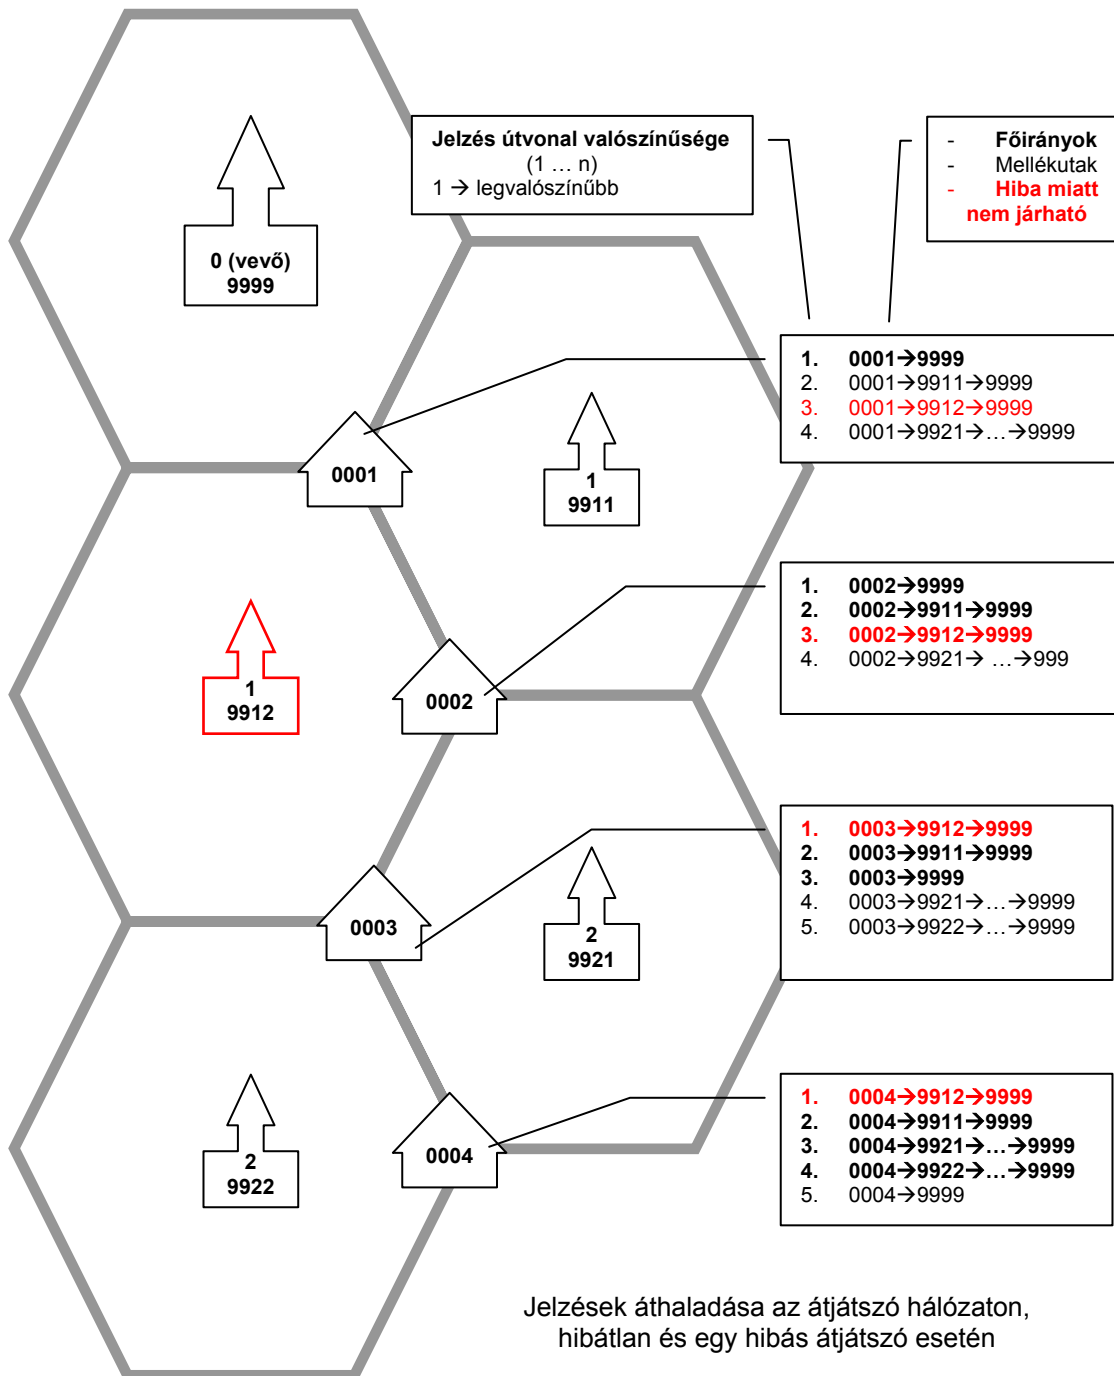 Jelzés útvonal valószínűsége
(1 … n)
1 → legvalószínűbb
- Főirányok
- Mellékutak
- Hiba miatt
nem járható
0 (vevő)
9999
1. 0001→9999
2. 0001→9911→9999
3. 0001→9912→9999
4. 0001→9921→…→9999
0001
1
9911
1. 0002→9999
2. 0002→9911→9999
3. 0002→9912→9999
4. 0002→9921→ …→999
1
9912
0002
1. 0003→9912→9999
2. 0003→9911→9999
3. 0003→9999
4. 0003→9921→…→9999
5. 0003→9922→…→9999
0003
2
9921
1. 0004→9912→9999
2. 0004→9911→9999
3. 0004→9921→…→9999
4. 0004→9922→…→9999
5. 0004→9999
2
9922
0004
Jelzések áthaladása az átjátszó hálózaton,
hibátlan és egy hibás átjátszó esetén